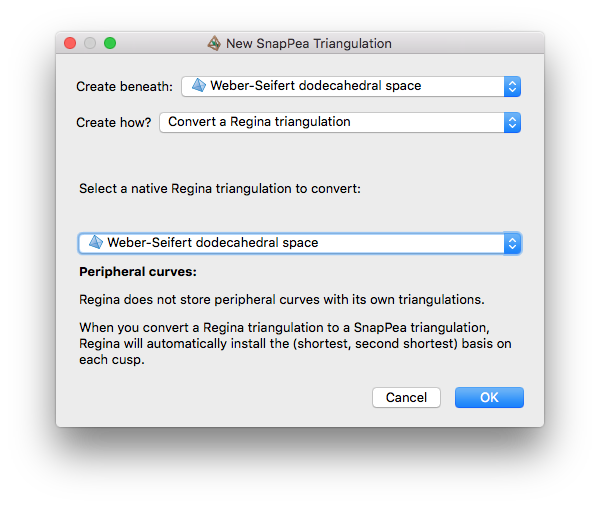 New SnapPea Triangulation
Create beneath: Weber-Seifert dodecahedral space
Create how? Convert a Regina triangulation
Select a native Regina triangulation to convert:
Weber-Seifert dodecahedral space
Peripheral curves:
Regina does not store peripheral curves with its own triangulations.
When you convert a Regina triangulation to a SnapPea triangulation,
Regina will automatically install the (shortest, second shortest) basis on
each cusp.
Cancel OK